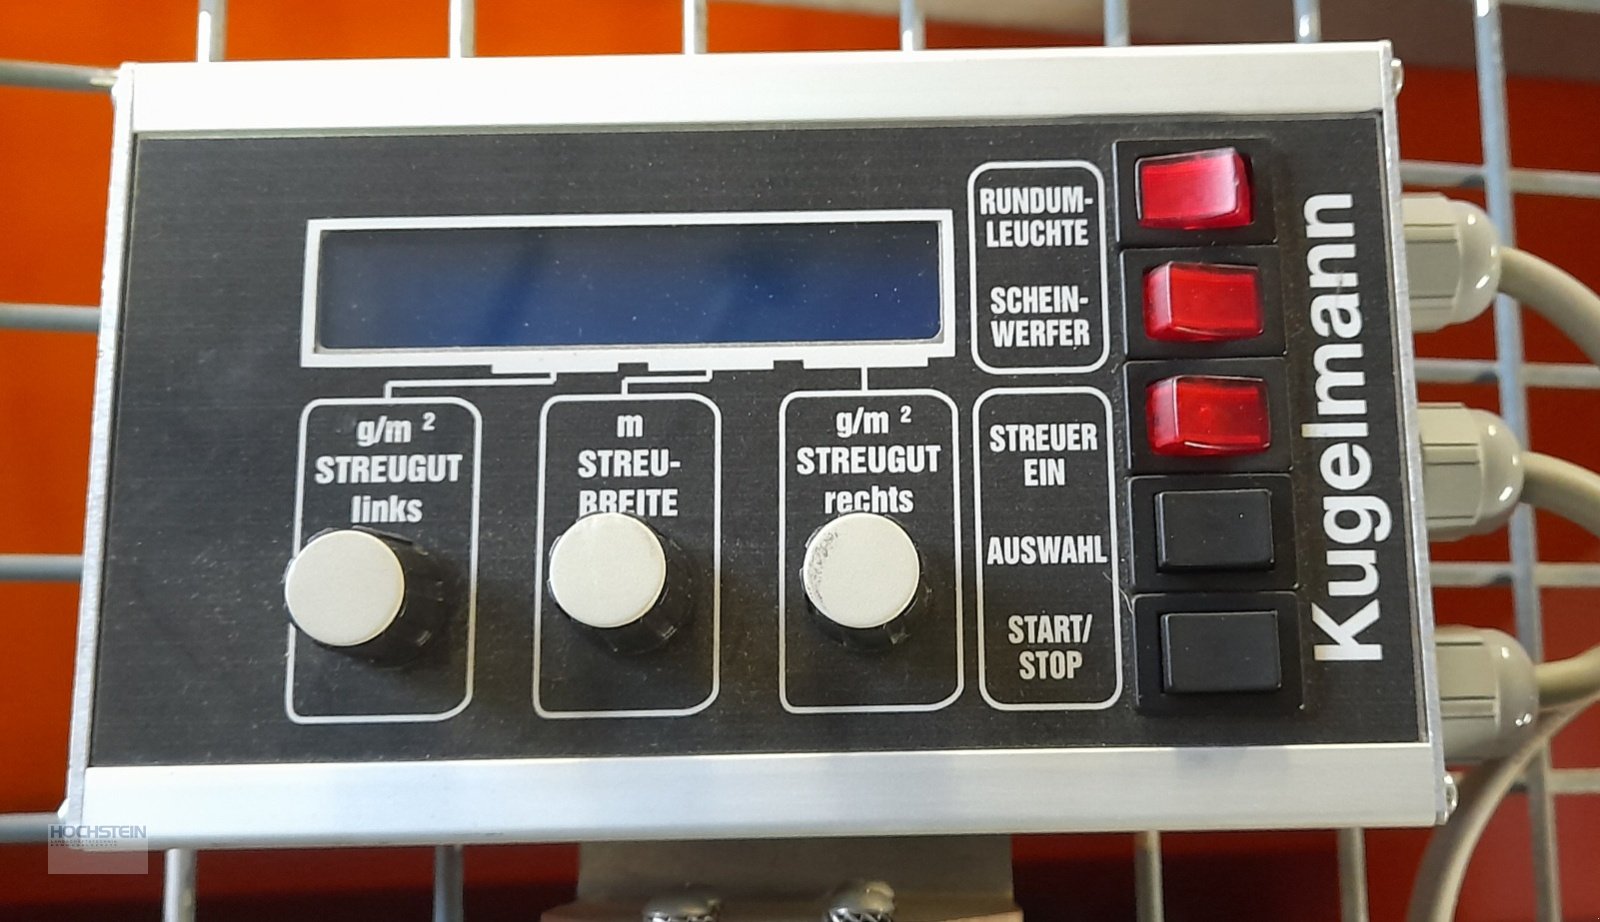 RUNDUM-
LEUCHTE
SCHEIN-
WERFER
g/m 2
STREUGUT
links
m
STREU-
BREITE
g/m 2
STREUGUT
rechts
STREUER
EIN
AUSWAHL
START/
STOP
Kugelmann
HOCHSTEIN